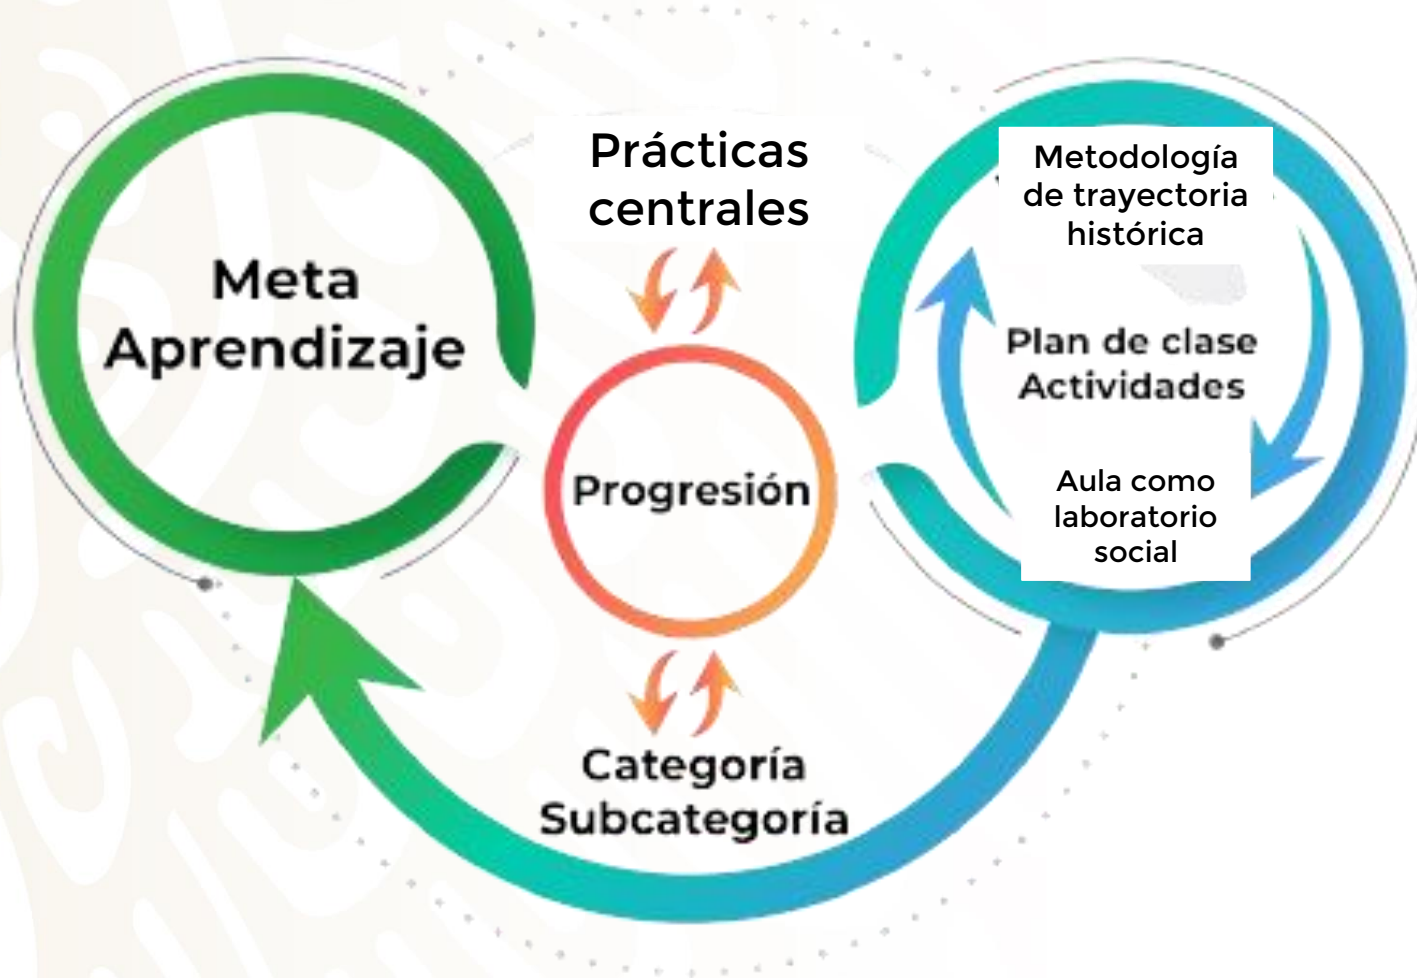 Meta
Aprendizaje
Prácticas
centrales
Progresión
Categoría
Subcategoría
Metodología
de trayectoria
histórica
Plan de clase
Actividades
Aula como
laboratorio
social